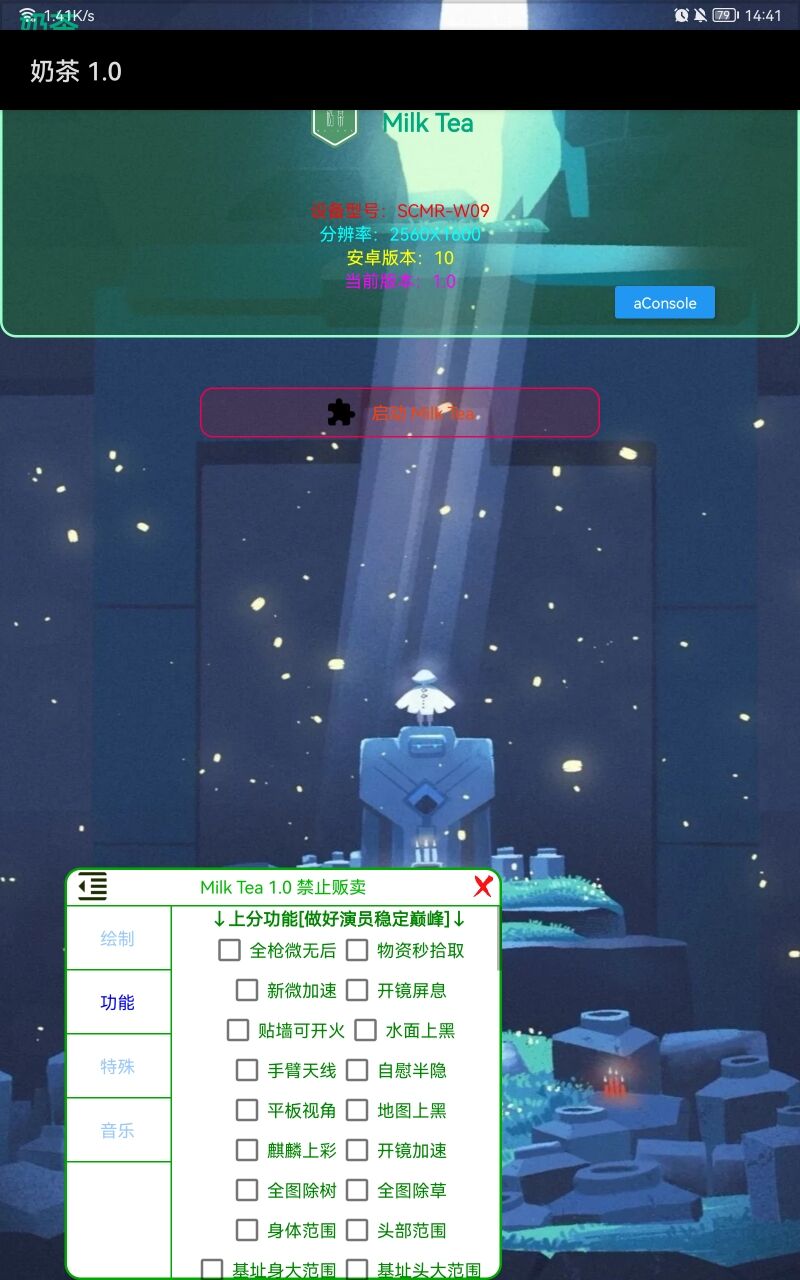 1.41K/s
79
14:41
奶茶
奶茶 1.0
Milk Tea
设备型号：SCMR-W09
分辨率：2560X1600
安卓版本：10
当前版本：1.0
aConsole
启动 Milk Tea
Milk Tea 1.0 禁止贩卖
绘制
功能
特殊
音乐
↓上分功能[做好演员稳定巅峰]↓
全枪微无后 物资秒拾取
新微加速 开镜屏息
贴墙可开火 水面上黑
手臂天线 自慰半隐
平板视角 地图上黑
麒麟上彩 开镜加速
全图除树 全图除草
身体范围 头部范围
基址身大范围 基址头大范围